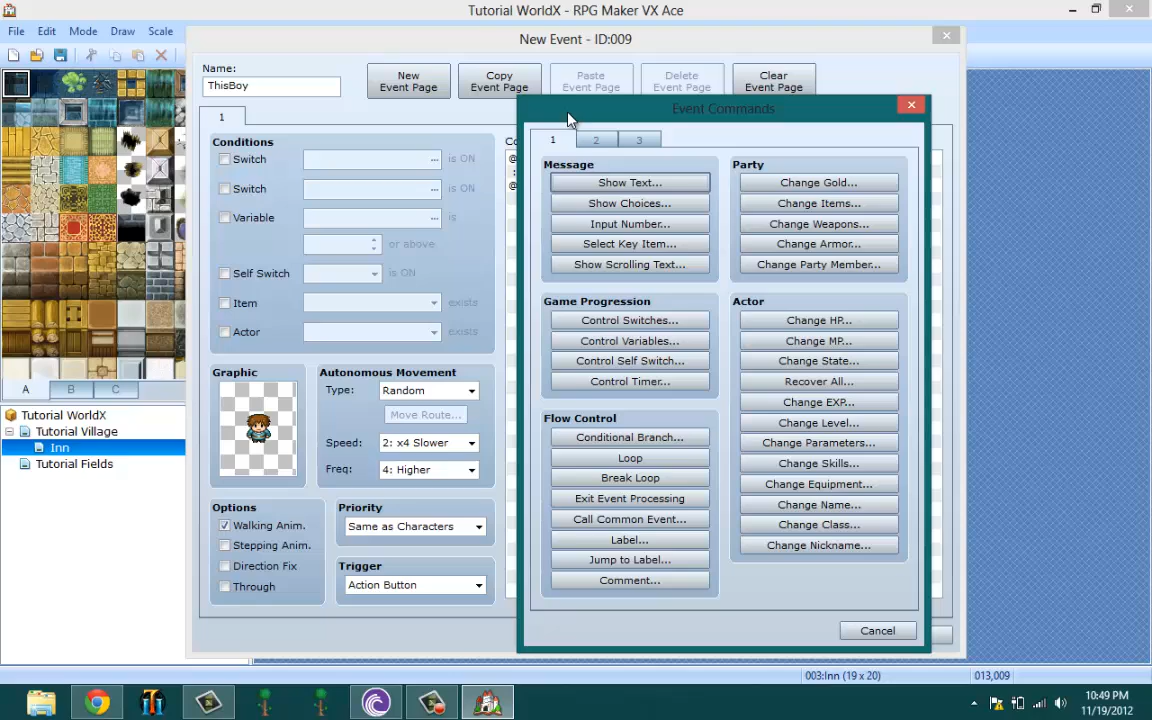 Tutorial WorldX - RPG Maker VX Ace
File Edit Mode Draw Scale
New Event - ID:009
Name:
ThisBoy
New Event Page
Copy Event Page
Paste Event Page
Delete Event Page
Clear Event Page
1
Conditions
Switch ... is ON
Switch ... is ON
Variable ... is
or above
Self Switch is ON
Item exists
Actor exists
Graphic
Autonomous Movement
Type: Random
Move Route...
Speed: 2: x4 Slower
Freq: 4: Higher
Options
Walking Anim.
Stepping Anim.
Direction Fix
Through
Priority
Same as Characters
Trigger
Action Button
Event Commands
1 2 3
Message
Show Text...
Show Choices...
Input Number...
Select Key Item...
Show Scrolling Text...
Game Progression
Control Switches...
Control Variables...
Control Self Switch...
Control Timer...
Flow Control
Conditional Branch...
Loop
Break Loop
Exit Event Processing
Call Common Event...
Label...
Jump to Label...
Comment...
Party
Change Gold...
Change Items...
Change Weapons...
Change Armor...
Change Party Member...
Actor
Change HP...
Change MP...
Change State...
Recover All...
Change EXP...
Change Level...
Change Parameters...
Change Skills...
Change Equipment...
Change Name...
Change Class...
Change Nickname...
Cancel
A B C
Tutorial WorldX
Tutorial Village
Inn
Tutorial Fields
003:Inn (19 x 20) 013,009
10:49 PM
11/19/2012